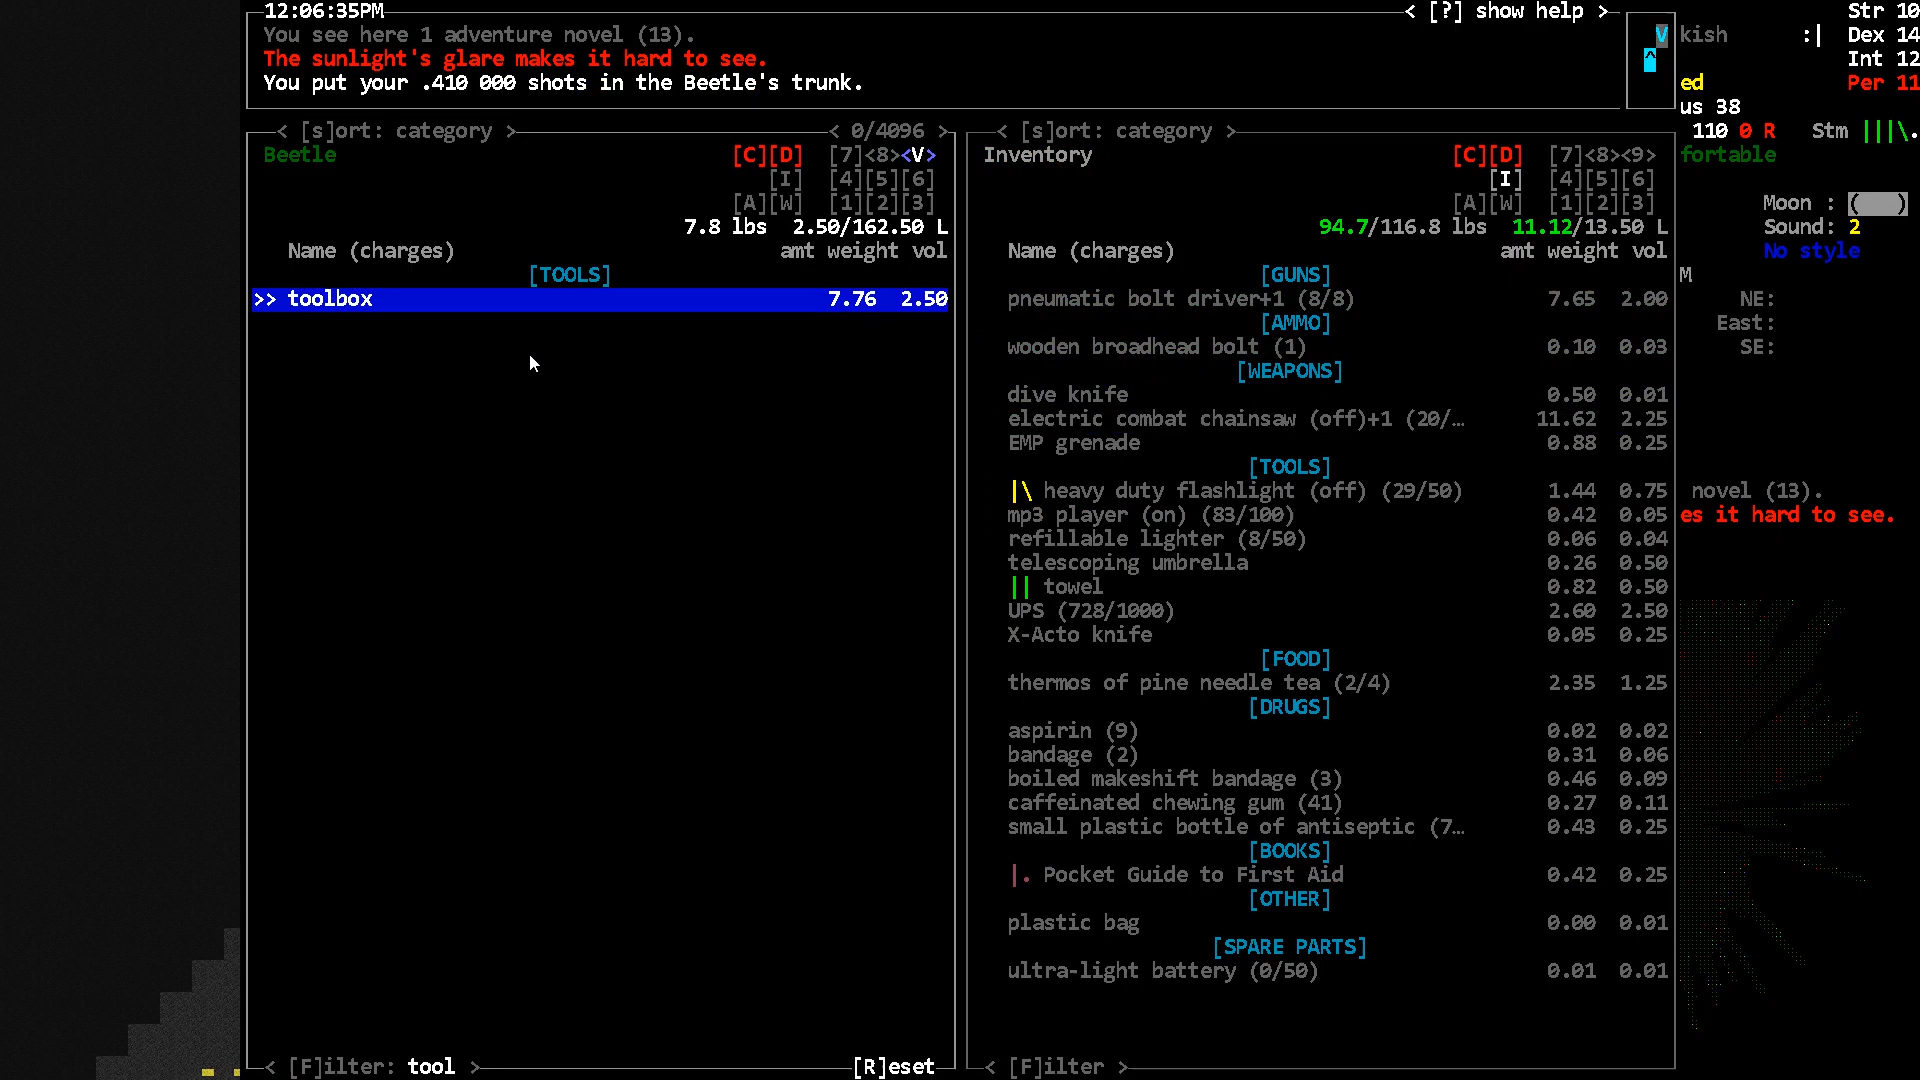 12:06:35PM < [?] show help >
You see here 1 adventure novel (13).
The sunlight's glare makes it hard to see.
You put your .410 000 shots in the Beetle's trunk.
V kish :| Str 10
Dex 14
^ Int 12
ed Per 11
us 38
110 0 R Stm |||\.
fortable
Moon : ( )
Sound: 2
No style
M
NE:
East:
SE:
novel (13).
es it hard to see.
< [s]ort: category > < 0/4096 >
Beetle [C][D] [7]<8><V>
[I] [4][5][6]
[A][W] [1][2][3]
7.8 lbs 2.50/162.50 L
Name (charges) amt weight vol
[TOOLS]
>> toolbox 7.76 2.50
< [F]ilter: tool > [R]eset
< [s]ort: category >
Inventory [C][D] [7]<8><9>
[I] [4][5][6]
[A][W] [1][2][3]
94.7/116.8 lbs 11.12/13.50 L
Name (charges) amt weight vol
[GUNS]
pneumatic bolt driver+1 (8/8) 7.65 2.00
[AMMO]
wooden broadhead bolt (1) 0.10 0.03
[WEAPONS]
dive knife 0.50 0.01
electric combat chainsaw (off)+1 (20/… 11.62 2.25
EMP grenade 0.88 0.25
[TOOLS]
|\ heavy duty flashlight (off) (29/50) 1.44 0.75
mp3 player (on) (83/100) 0.42 0.05
refillable lighter (8/50) 0.06 0.04
telescoping umbrella 0.26 0.50
|| towel 0.82 0.50
UPS (728/1000) 2.60 2.50
X-Acto knife 0.05 0.25
[FOOD]
thermos of pine needle tea (2/4) 2.35 1.25
[DRUGS]
aspirin (9) 0.02 0.02
bandage (2) 0.31 0.06
boiled makeshift bandage (3) 0.46 0.09
caffeinated chewing gum (41) 0.27 0.11
small plastic bottle of antiseptic (7… 0.43 0.25
[BOOKS]
|. Pocket Guide to First Aid 0.42 0.25
[OTHER]
plastic bag 0.00 0.01
[SPARE PARTS]
ultra-light battery (0/50) 0.01 0.01
< [F]ilter >